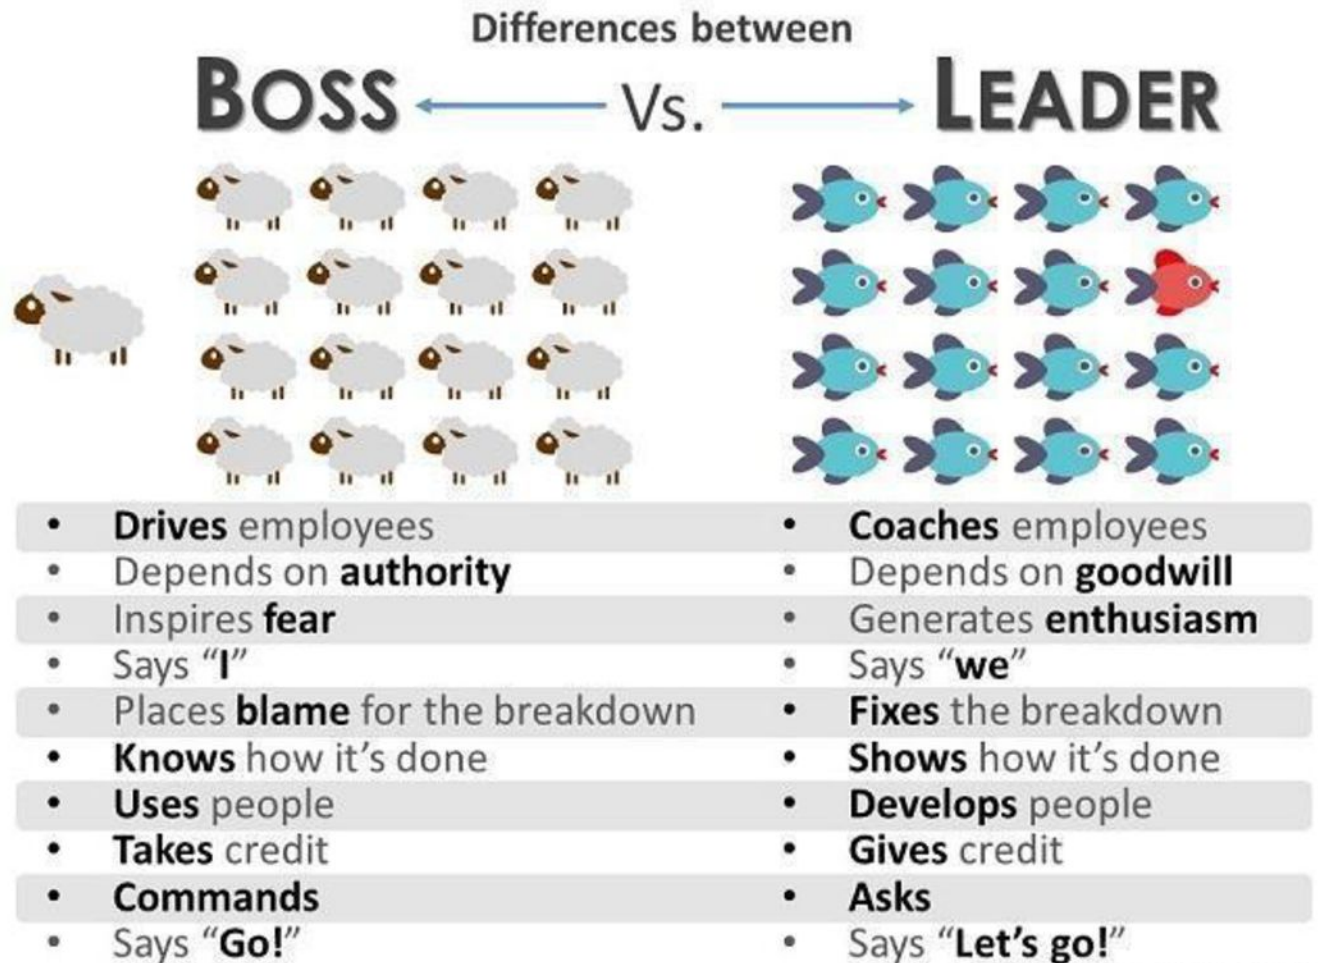 Differences between
BOSS Vs. LEADER
• Drives employees
• Coaches employees
• Depends on authority
• Depends on goodwill
• Inspires fear
• Generates enthusiasm
• Says “I”
• Says “we”
• Places blame for the breakdown
• Fixes the breakdown
• Knows how it’s done
• Shows how it’s done
• Uses people
• Develops people
• Takes credit
• Gives credit
• Commands
• Asks
• Says “Go!”
• Says “Let’s go!”